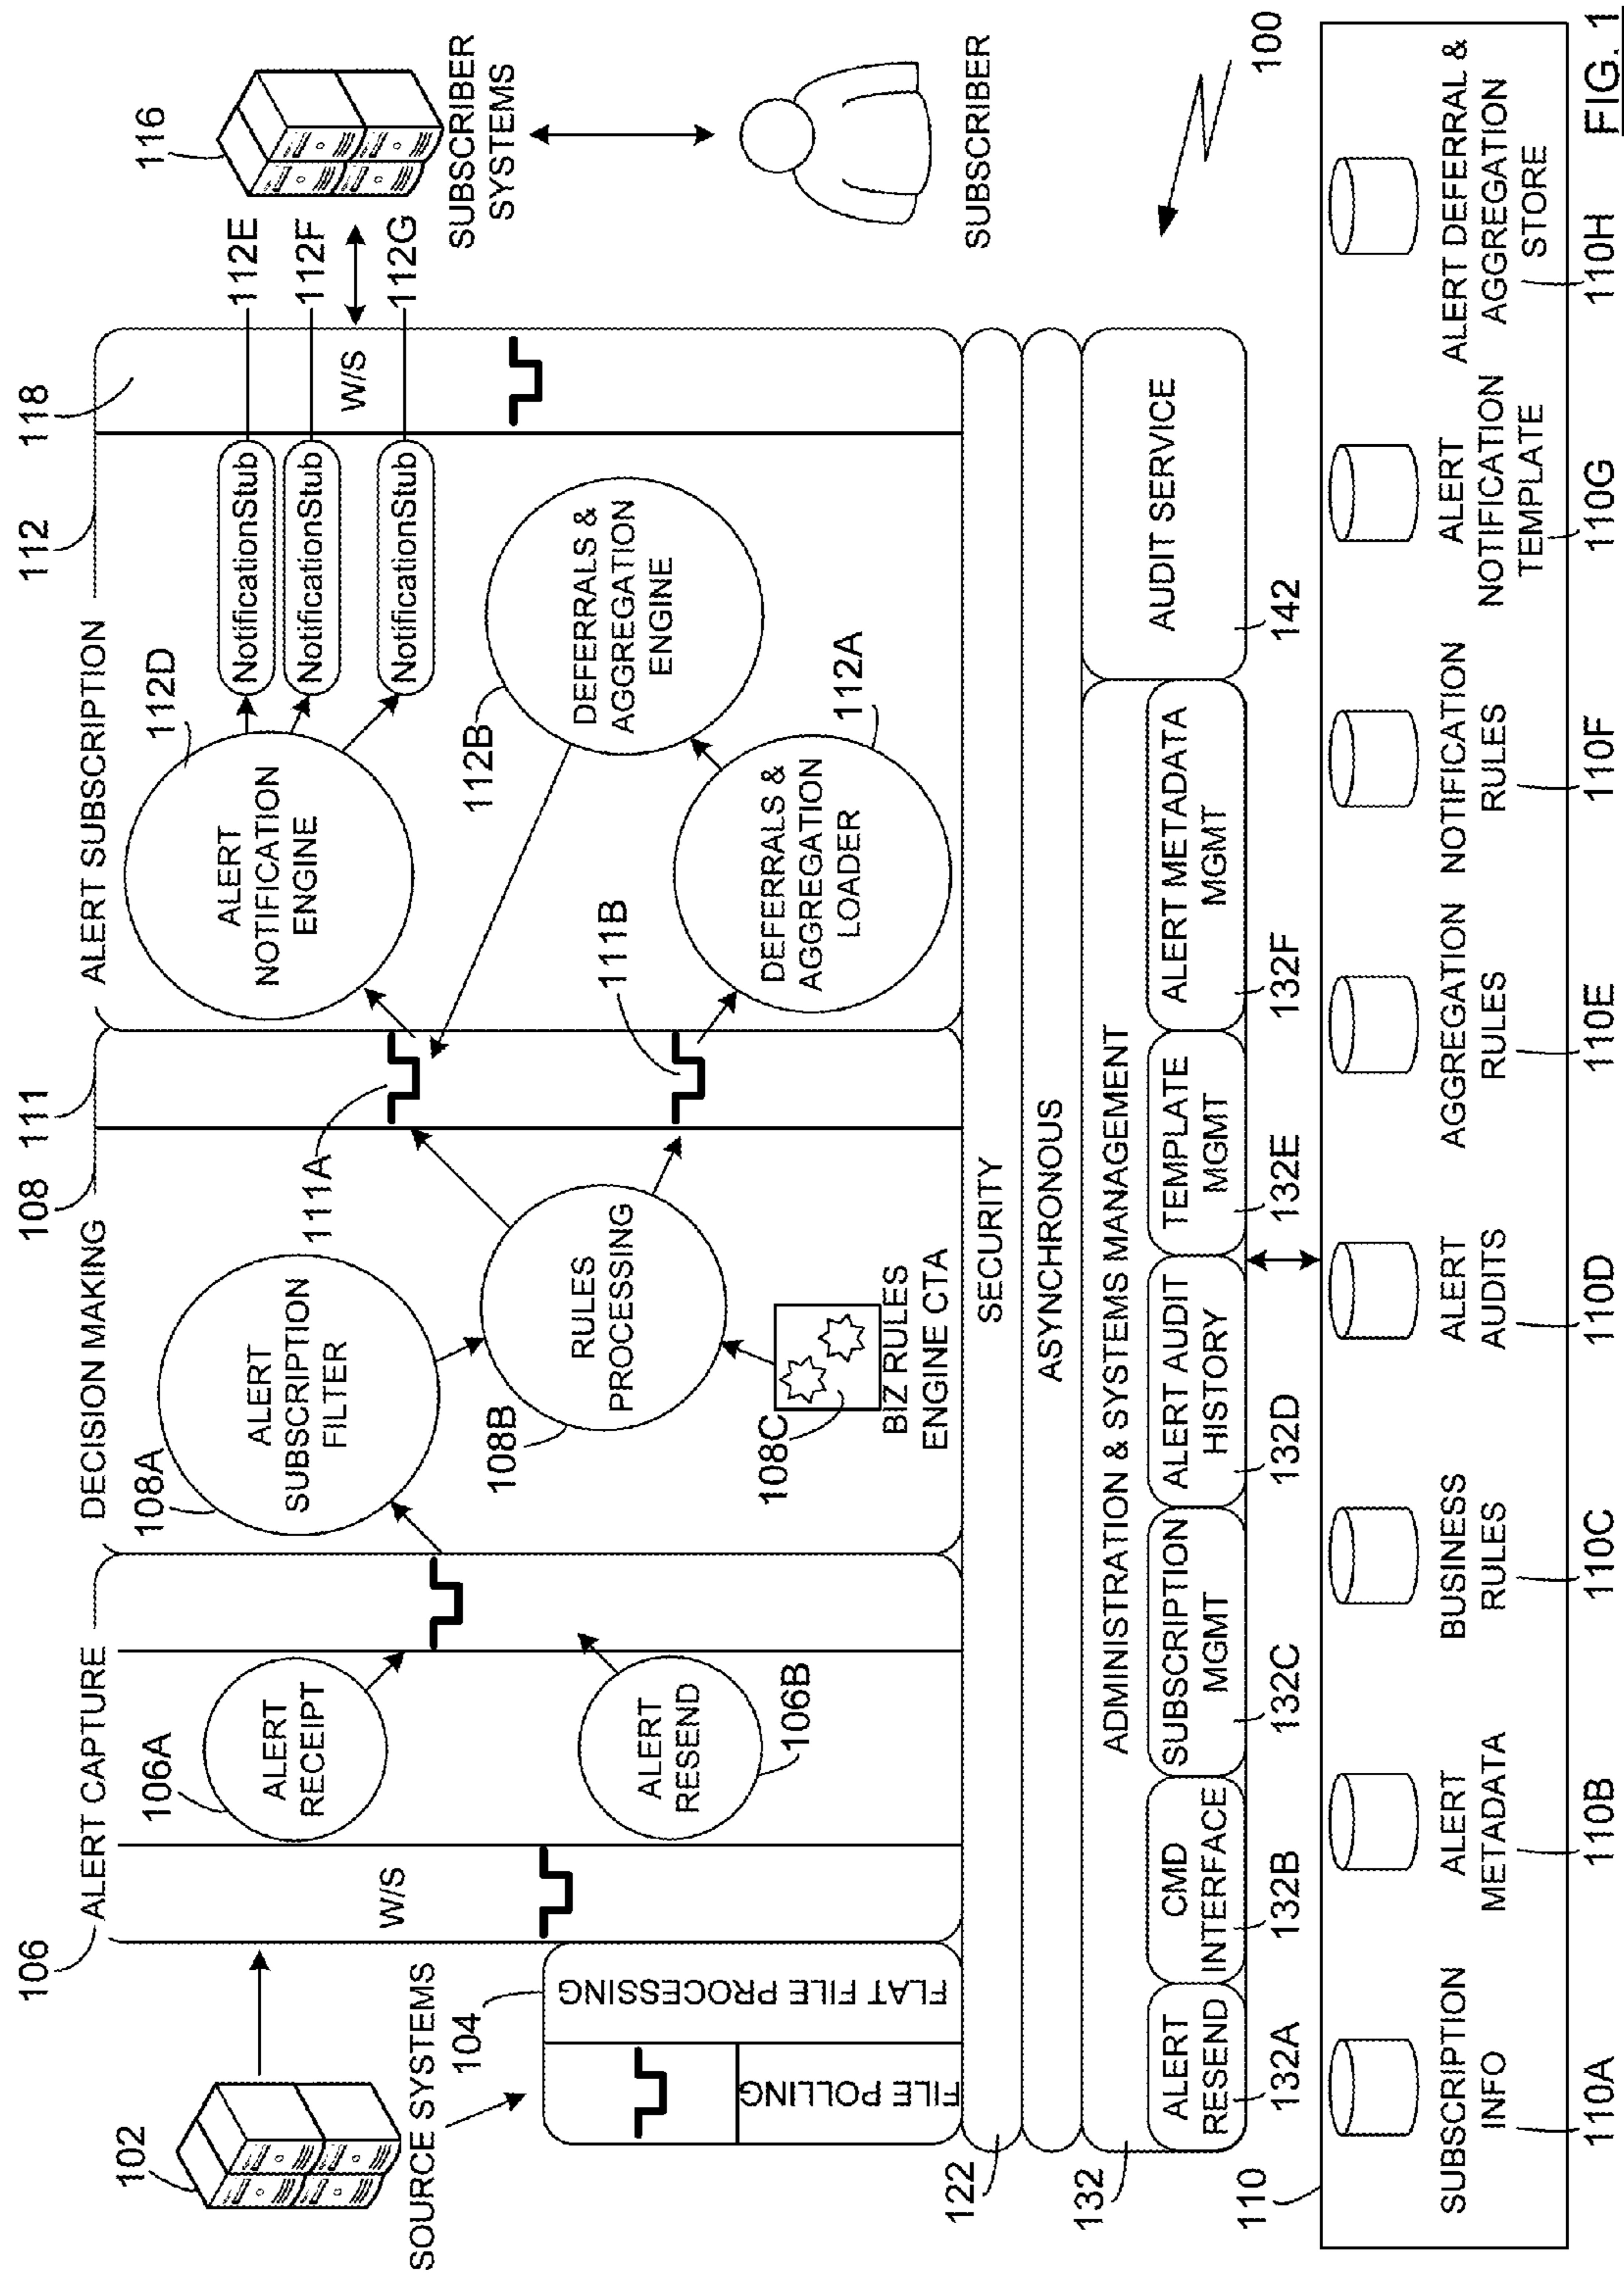 106
ALERT CAPTURE
DECISION MAKING
108
111
ALERT SUBSCRIPTION
112
118
116
102
SOURCE SYSTEMS
104
FLAT FILE PROCESSING
FILE POLLING
W/S
106A
ALERT
RECEIPT
ALERT
RESEND
106B
108A
ALERT
SUBSCRIPTION
FILTER
108B
RULES
PROCESSING
108C
BIZ RULES
ENGINE CTA
111A
111B
112D
ALERT
NOTIFICATION
ENGINE
NotificationStub
NotificationStub
NotificationStub
112B
DEFERRALS &
AGGREGATION
ENGINE
DEFERRALS &
AGGREGATION
LOADER
112A
W/S
112E
112F
112G
SUBSCRIBER
SYSTEMS
SUBSCRIBER
100
122
SECURITY
ASYNCHRONOUS
132
ADMINISTRATION & SYSTEMS MANAGEMENT
ALERT
RESEND
132A
CMD
INTERFACE
132B
SUBSCRIPTION
MGMT
132C
ALERT AUDIT
HISTORY
132D
TEMPLATE
MGMT
132E
ALERT METADATA
MGMT
132F
AUDIT SERVICE
142
110
SUBSCRIPTION
INFO
110A
ALERT
METADATA
110B
BUSINESS
RULES
110C
ALERT
AUDITS
110D
AGGREGATION
RULES
110E
NOTIFICATION
RULES
110F
ALERT
NOTIFICATION
TEMPLATE
110G
ALERT DEFERRAL &
AGGREGATION
STORE
110H
FIG. 1